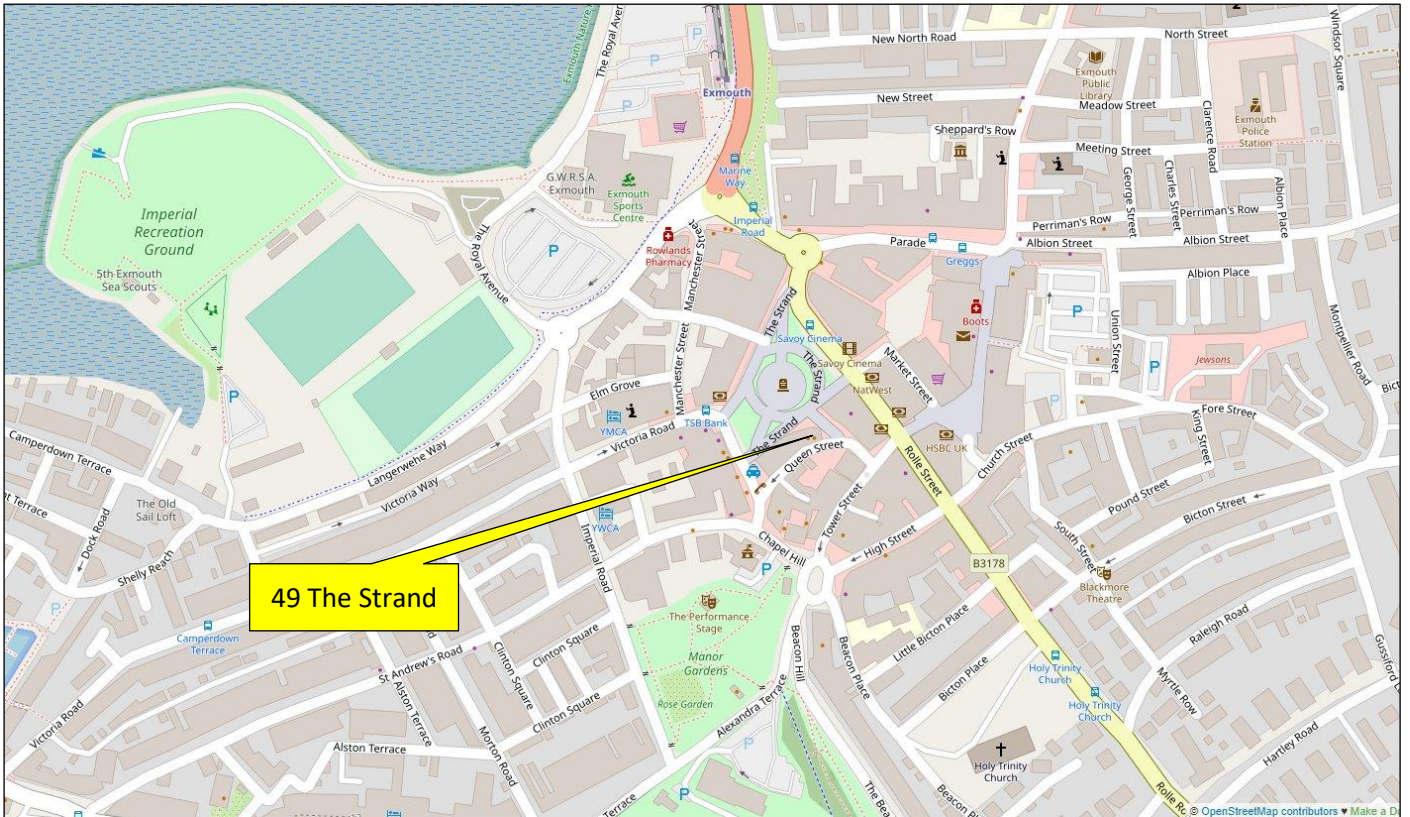 The Royal Aven
Exmouth Nature
New North Road
North Street
Windsor Square
Exmouth
Public
Library
Exmouth
New Street
Meadow Street
Clarence Road
Exmouth
Police
Station
Sheppard's Row
Meeting Street
G.W.R.S.A.
Exmouth
Exmouth
Sports
Centre
Marine
Way
George Street
Charles Street
Albion Place
Imperial
Recreation
Ground
Imperial
Road
Perriman's Row
Perriman's Row
The Royal Avenue
P
Rowlands
Pharmacy
Manchester Street
Parade
Greggs
Albion Street
Albion Street
5th Exmouth
Sea Scouts
Albion Place
Boots
P
Union Street
Montpellier Road
Manchester Street
The Strand
Savoy Cinema
Savoy Cinema
The Strand
Market Street
Jewsons
P
NatWest
P
Elm Grove
YMCA
TSB Bank
Victoria Road
The Strand
Fore Street
King Street
Camperdown Terrace
Langerwehe Way
Queen Street
HSBC UK
Church Street
Rolle Street
Victoria Way
Pound Street
Bicton Street
The Old
Sail Loft
Tower Street
YWCA
Dock Road
Shelly Reach
Imperial Road
Chapel Hill
High Street
South Street
B3178
P
P
49 The Strand
Blackmore
Theatre
The Performance
Stage
Camperdown
Terrace
Manor
Gardens
Beacon Hill
Beacon Place
Little Bicton Place
Raleigh Road
Clinton Square
Clinton Square
St Andrew's Road
Bicton Place
Holy Trinity
Church
Myrtle Row
Holy Trinity
Church
Rose Garden
Alexandra Terrace
Victoria Road
Alston Terrace
Clinton Square
Morton Road
Alston Terrace
P
Holy Trinity
Church
Hartley Road
P
Terrace
The Bea
Beacon P
Rolle Ro
© OpenStreetMap contributors ♥ Make a D